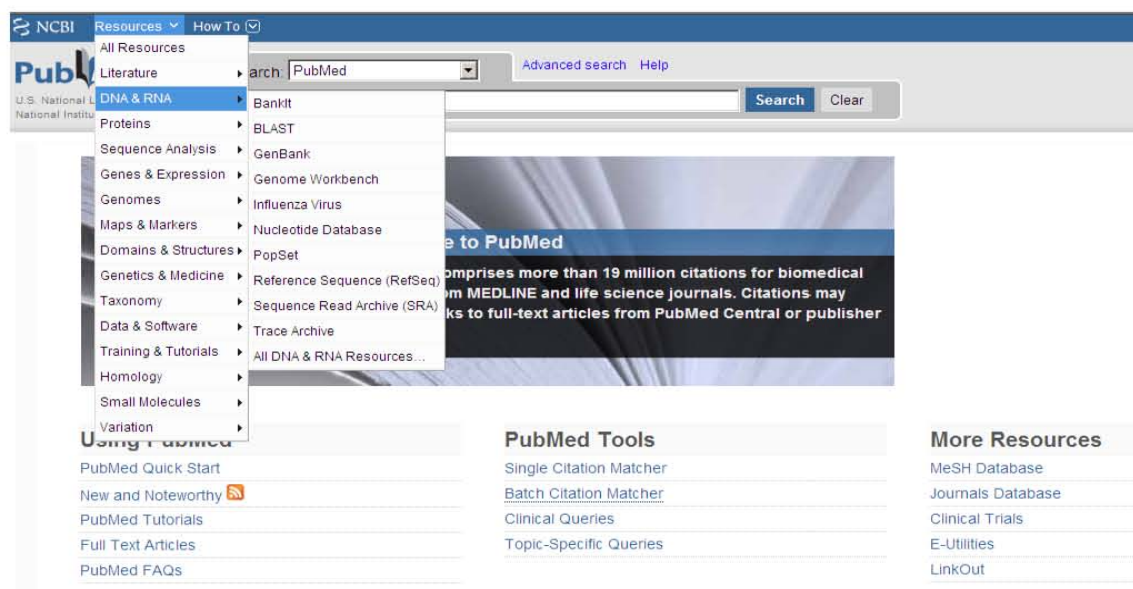 NCBI Resources How To
All Resources
Literature
DNA & RNA
Proteins
Sequence Analysis
Genes & Expression
Genomes
Maps & Markers
Domains & Structures
Genetics & Medicine
Taxonomy
Data & Software
Training & Tutorials
Homology
Small Molecules
Variation
BankIt
BLAST
GenBank
Genome Workbench
Influenza Virus
Nucleotide Database
PopSet
Reference Sequence (RefSeq)
Sequence Read Archive (SRA)
Trace Archive
All DNA & RNA Resources...
Pub
U.S. National L
National Institu
arch: PubMed
Advanced search Help
Search Clear
e to PubMed
omprises more than 19 million citations for biomedical
om MEDLINE and life science journals. Citations may
ks to full-text articles from PubMed Central or publisher
Using PubMed
PubMed Quick Start
New and Noteworthy
PubMed Tutorials
Full Text Articles
PubMed FAQs
PubMed Tools
Single Citation Matcher
Batch Citation Matcher
Clinical Queries
Topic-Specific Queries
More Resources
MeSH Database
Journals Database
Clinical Trials
E-Utilities
LinkOut